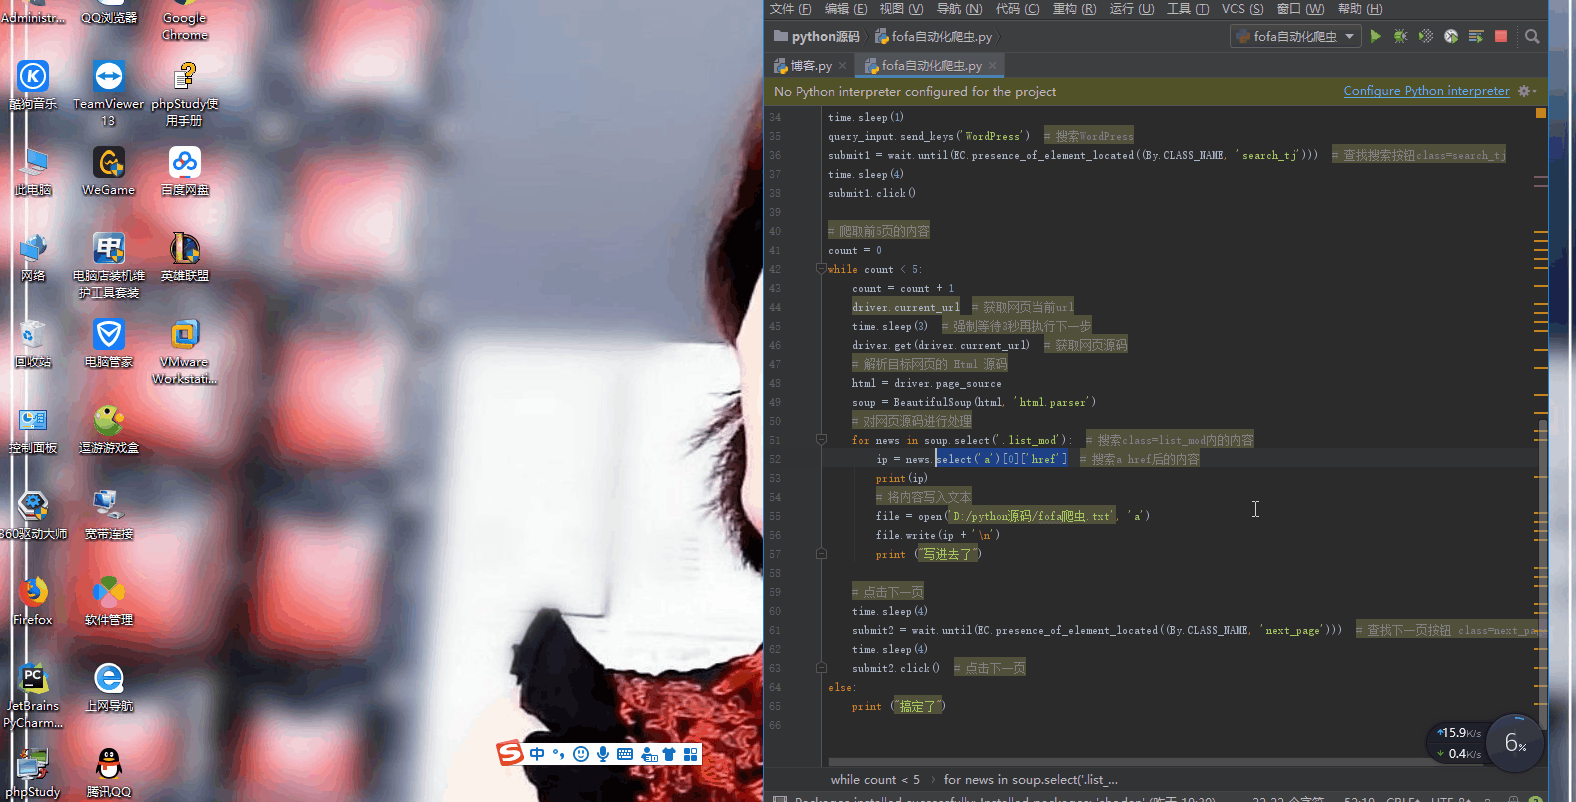 Administr...
QQ浏览器
Google
Chrome
酷狗音乐
TeamViewer
13
phpStudy使
用手册
此电脑
WeGame
百度网盘
网络
电脑店装机维
护工具套装
英雄联盟
回收站
电脑管家
VMware
Workstati...
控制面板
逗游游戏盒
360驱动大师
宽带连接
Firefox
软件管理
JetBrains
PyCharm...
上网导航
phpStudy
腾讯QQ
中
文件 (F) 编辑 (E) 视图 (V) 导航 (N) 代码 (C) 重构 (R) 运行 (U) 工具 (T) VCS (S) 窗口 (W) 帮助 (H)
python源码 fofa自动化爬虫.py
fofa自动化爬虫
博客.py fofa自动化爬虫.py
No Python interpreter configured for the project Configure Python interpreter
34 time.sleep(1)
35 query_input.send_keys('WordPress') # 搜索WordPress
36 submit1 = wait.until(EC.presence_of_element_located((By.CLASS_NAME, 'search_tj'))) # 查找搜索按钮class=search_tj
37 time.sleep(4)
38 submit1.click()
39
40 # 爬取前5页的内容
41 count = 0
42 while count < 5:
43 count = count + 1
44 driver.current_url # 获取网页当前url
45 time.sleep(3) # 强制等待3秒再执行下一步
46 driver.get(driver.current_url) # 获取网页源码
47 # 解析目标网页的 Html 源码
48 html = driver.page_source
49 soup = BeautifulSoup(html, 'html.parser')
50 # 对网页源码进行处理
51 for news in soup.select('.list_mod'): # 搜索class=list_mod内的内容
52 ip = news.select('a')[0]['href'] # 搜索a href后的内容
53 print(ip)
54 # 将内容写入文本
55 file = open('D:/python源码/fofa爬虫.txt', 'a')
56 file.write(ip + '\n')
57 print ("写进去了")
58
59 # 点击下一页
60 time.sleep(4)
61 submit2 = wait.until(EC.presence_of_element_located((By.CLASS_NAME, 'next_page'))) # 查找下一页按钮 class=next_pa
62 time.sleep(4)
63 submit2.click() # 点击下一页
64 else:
65 print ("搞定了")
66
15.9K/s
0.4K/s
6%
while count < 5 for news in soup.select('.list_...